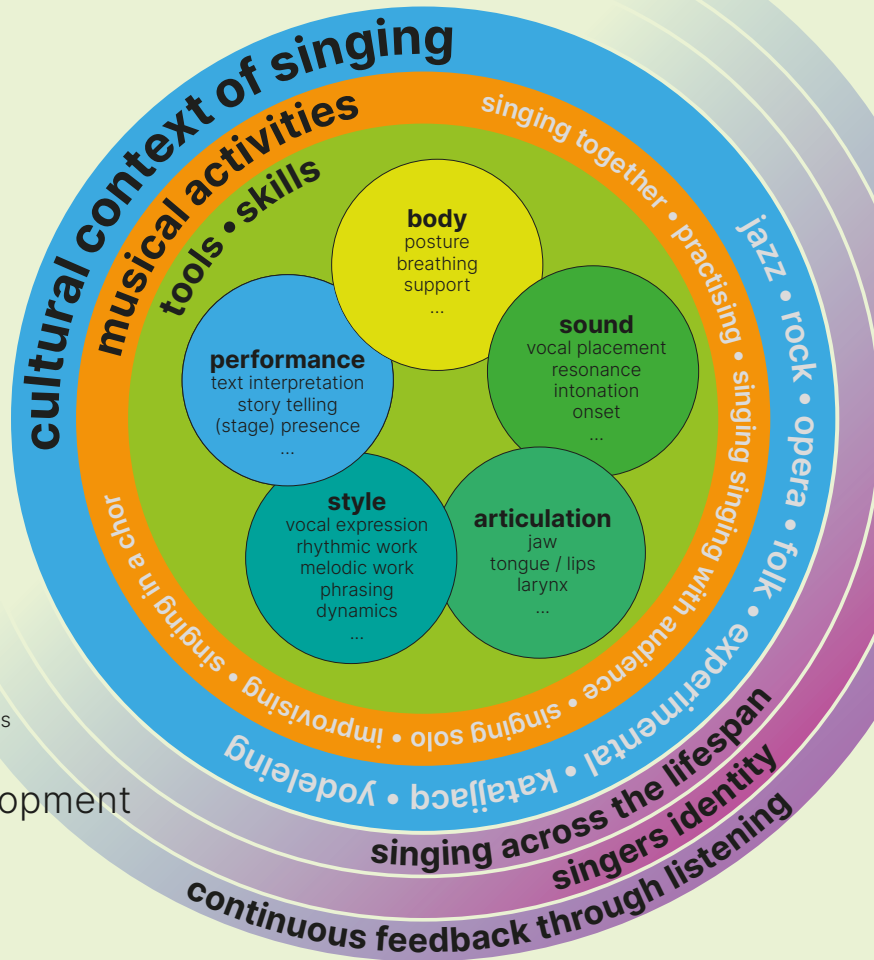 cultural context of singing
musical activities
tools • skills
singing together • practising • singing singing with audience • singing solo • improvising • singing • singing in a chor
jazz • rock • opera • folk • experimental • katajjacq • yodeleing
body
posture
breathing
support
...
sound
vocal placement
resonance
intonation
onset
...
performance
text interpretation
story telling
(stage) presence
...
style
vocal expression
rhythmic work
melodic work
phrasing
dynamics
...
articulation
jaw
tongue / lips
larynx
...
s
opment
singing across the lifespan
singers identity
continuous feedback through listening